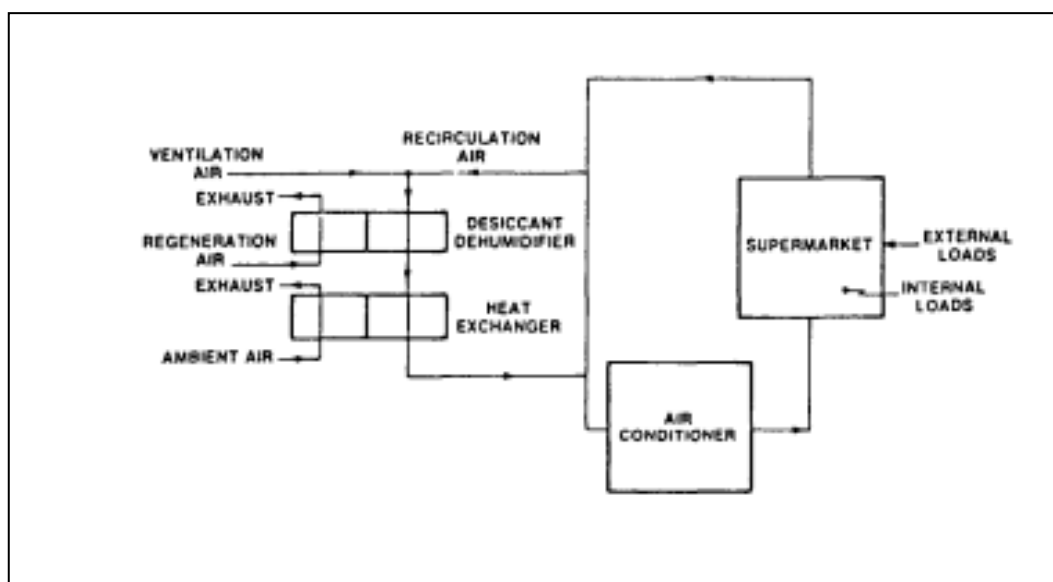 RECIRCULATION
AIR
VENTILATION
AIR
EXHAUST
DESICCANT
DEHUMIDIFIER
REGENERATION
AIR
EXHAUST
HEAT
EXCHANGER
AMBIENT AIR
SUPERMARKET
EXTERNAL
LOADS
INTERNAL
LOADS
AIR
CONDITIONER